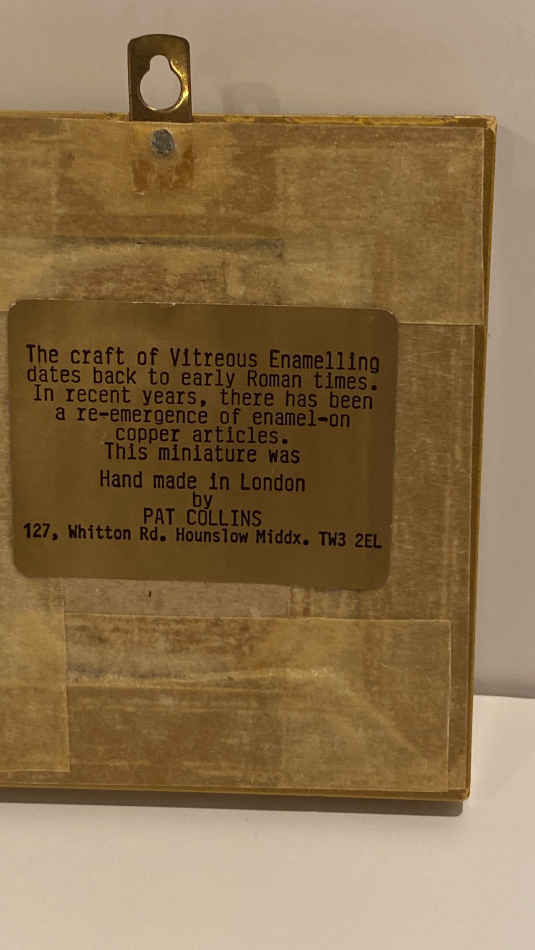 The craft of Vitreous Enamelling
dates back to early Roman times.
In recent years, there has been
a re-emergence of enamel-on
copper articles.
This miniature was
Hand made in London
by
PAT COLLINS
127, Whitton Rd. Hounslow Middx. TW3 2EL